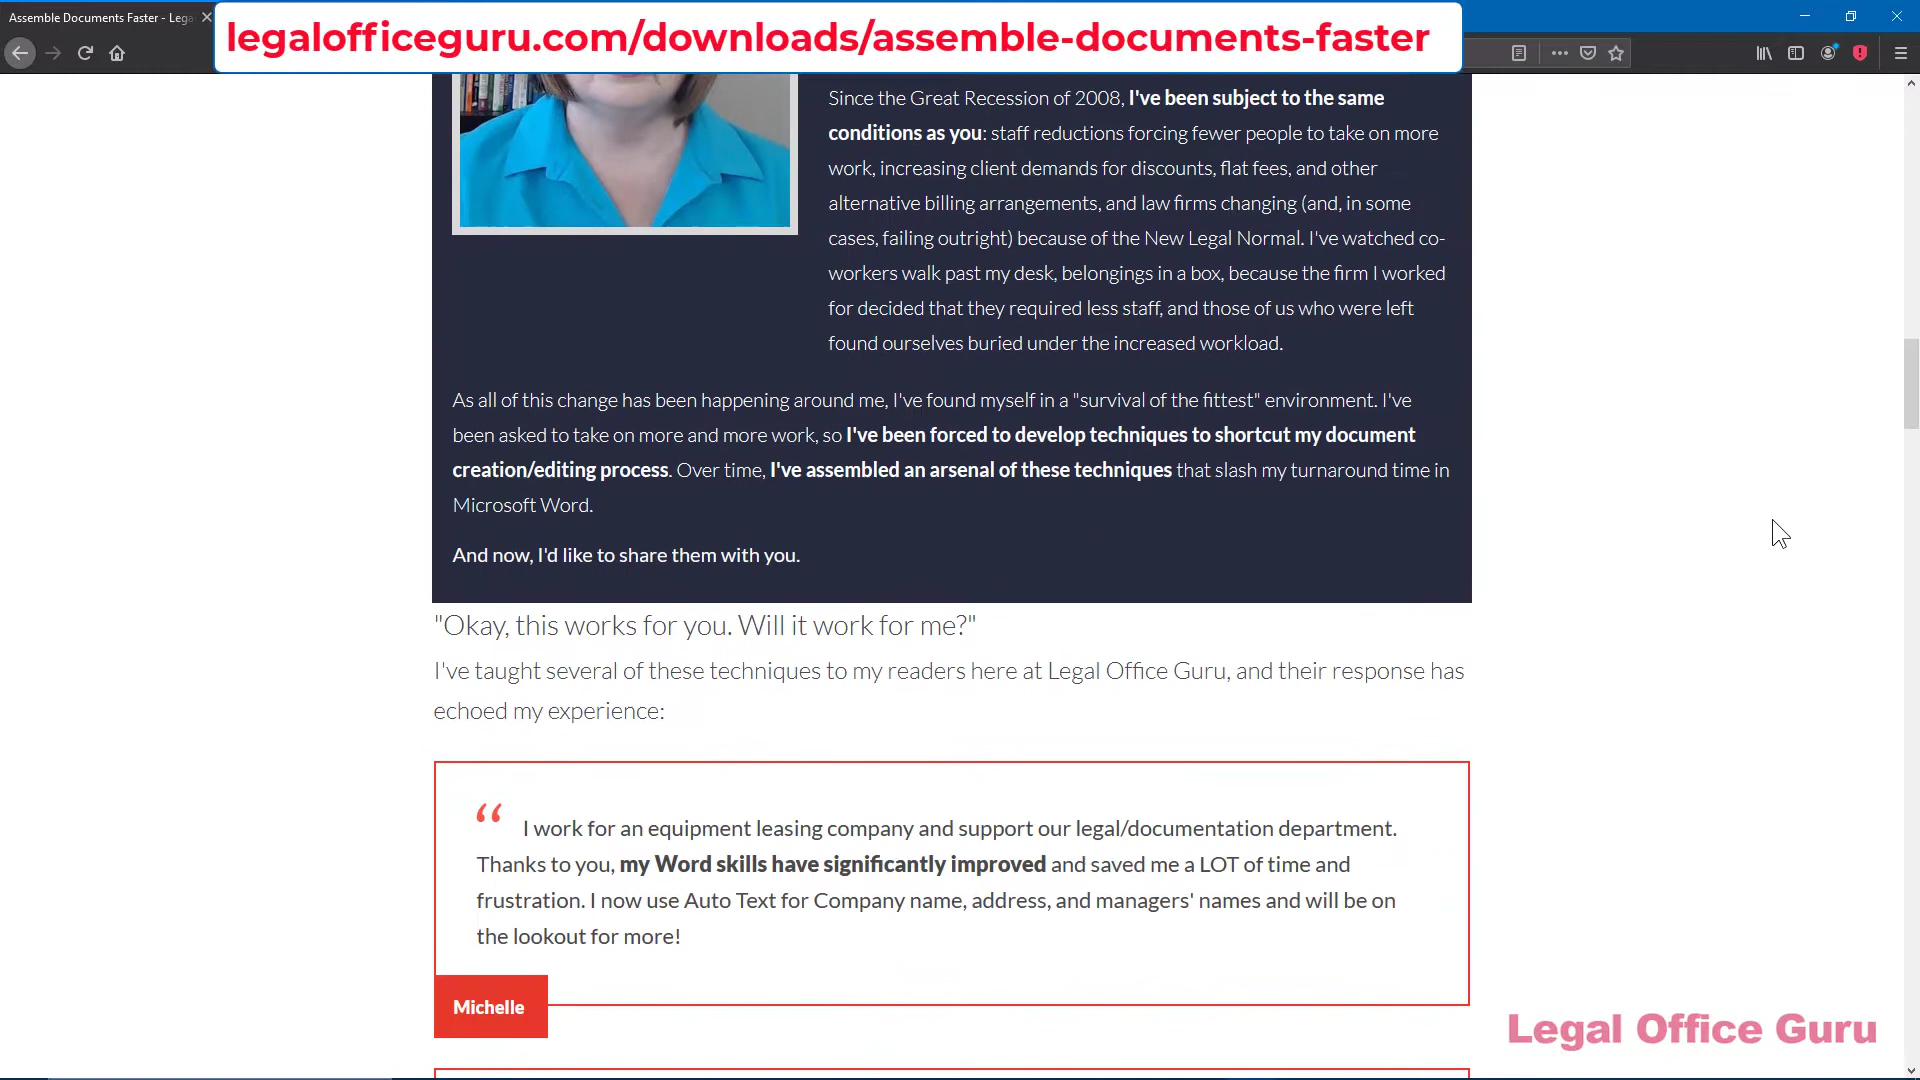 Assemble Documents Faster - Lega
legalofficeguru.com/downloads/assemble-documents-faster
Since the Great Recession of 2008, I've been subject to the same
conditions as you: staff reductions forcing fewer people to take on more
work, increasing client demands for discounts, flat fees, and other
alternative billing arrangements, and law firms changing (and, in some
cases, failing outright) because of the New Legal Normal. I've watched co-
workers walk past my desk, belongings in a box, because the firm I worked
for decided that they required less staff, and those of us who were left
found ourselves buried under the increased workload.
As all of this change has been happening around me, I've found myself in a "survival of the fittest" environment. I've
been asked to take on more and more work, so I've been forced to develop techniques to shortcut my document
creation/editing process. Over time, I've assembled an arsenal of these techniques that slash my turnaround time in
Microsoft Word.
And now, I'd like to share them with you.
"Okay, this works for you. Will it work for me?"
I've taught several of these techniques to my readers here at Legal Office Guru, and their response has
echoed my experience:
“ I work for an equipment leasing company and support our legal/documentation department.
Thanks to you, my Word skills have significantly improved and saved me a LOT of time and
frustration. I now use Auto Text for Company name, address, and managers' names and will be on
the lookout for more!
Michelle
Legal Office Guru